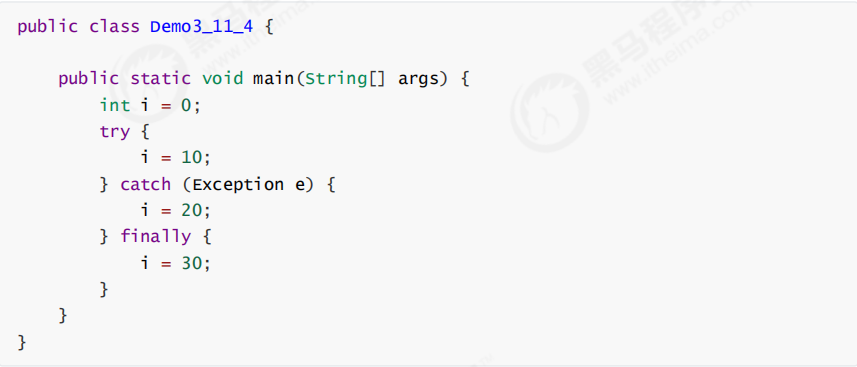 public class Demo3_11_4 {
public static void main(String[] args) {
int i = 0;
try {
i = 10;
} catch (Exception e) {
i = 20;
} finally {
i = 30;
}
}
}
黑马程序
www.itheima.com